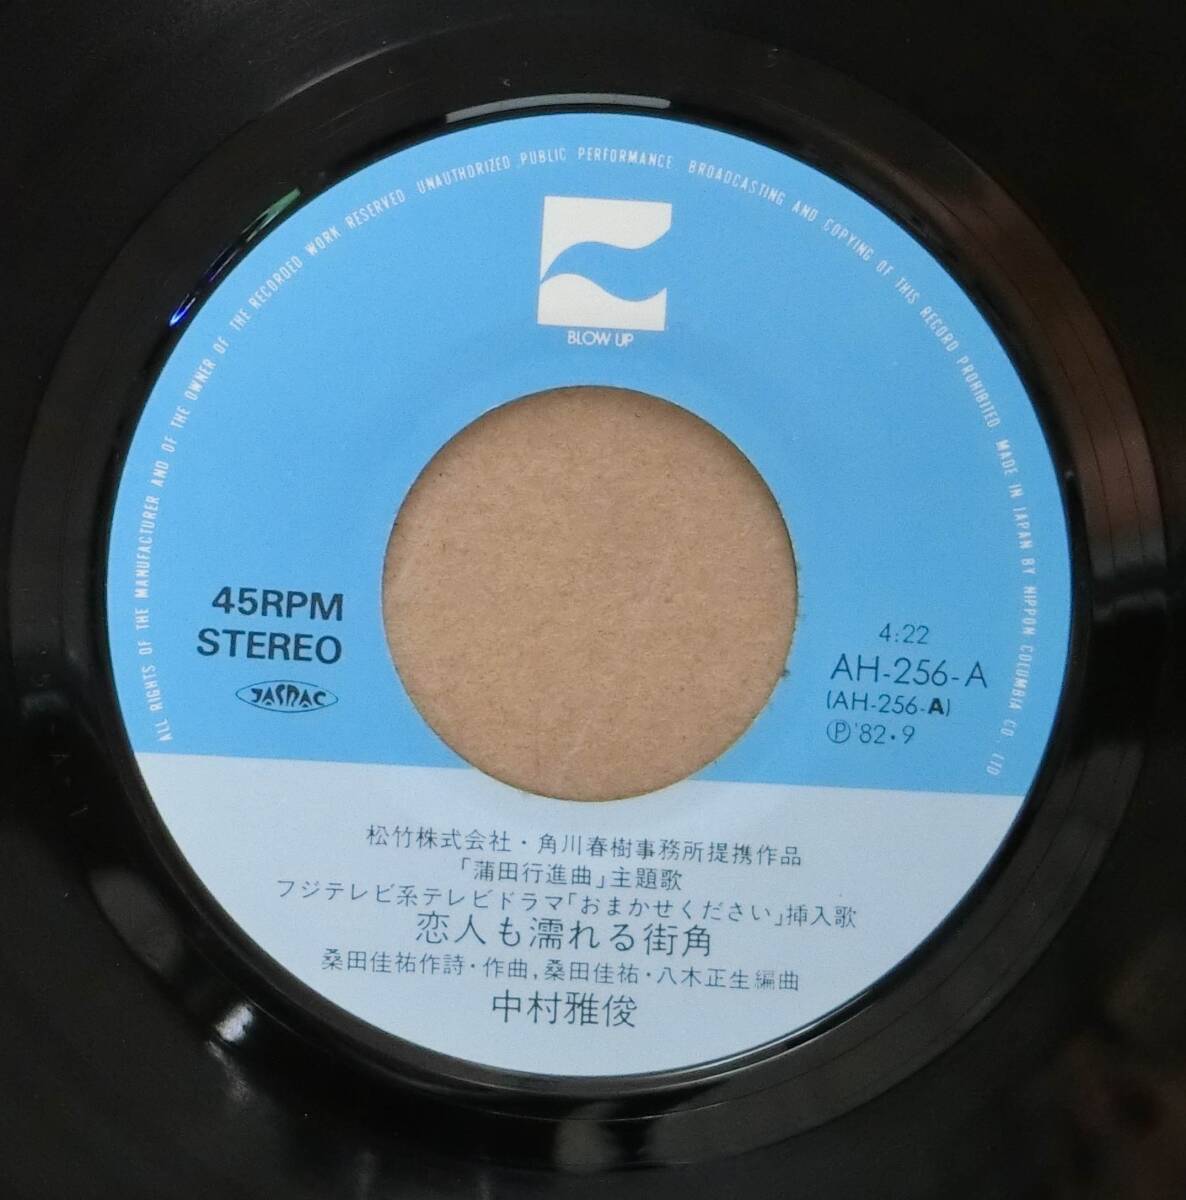 ALL RIGHTS OF THE MANUFACTURER AND OF THE OWNER OF THE RECORDED WORK RESERVED UNAUTHORIZED PUBLIC PERFORMANCE BROADCASTING AND COPYING OF THIS RECORD PROHIBITED MADE IN JAPAN BY NIPPON COLUMBIA CO. LTD
BLOW UP
45RPM
STEREO
JASRAC
4:22
AH-256-A
(AH-256-A)
Ⓟ'82・9
松竹株式会社・角川春樹事務所提携作品
「蒲田行進曲」主題歌
フジテレビ系テレビドラマ「おまかせください」挿入歌
恋人も濡れる街角
桑田佳祐作詩・作曲,桑田佳祐・八木正生編曲
中村雅俊